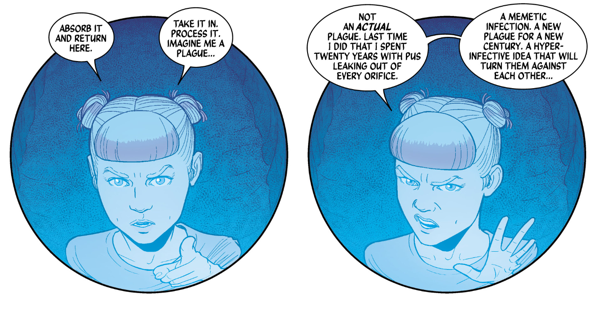 ABSORB IT
AND RETURN
HERE.
TAKE IT IN.
PROCESS IT.
IMAGINE ME A
PLAGUE...
NOT
AN ACTUAL
PLAGUE. LAST TIME
I DID THAT I SPENT
TWENTY YEARS WITH PUS
LEAKING OUT OF
EVERY ORIFICE.
A MEMETIC
INFECTION. A NEW
PLAGUE FOR A NEW
CENTURY. A HYPER-
INFECTIVE IDEA THAT WILL
TURN THEM AGAINST
EACH OTHER...